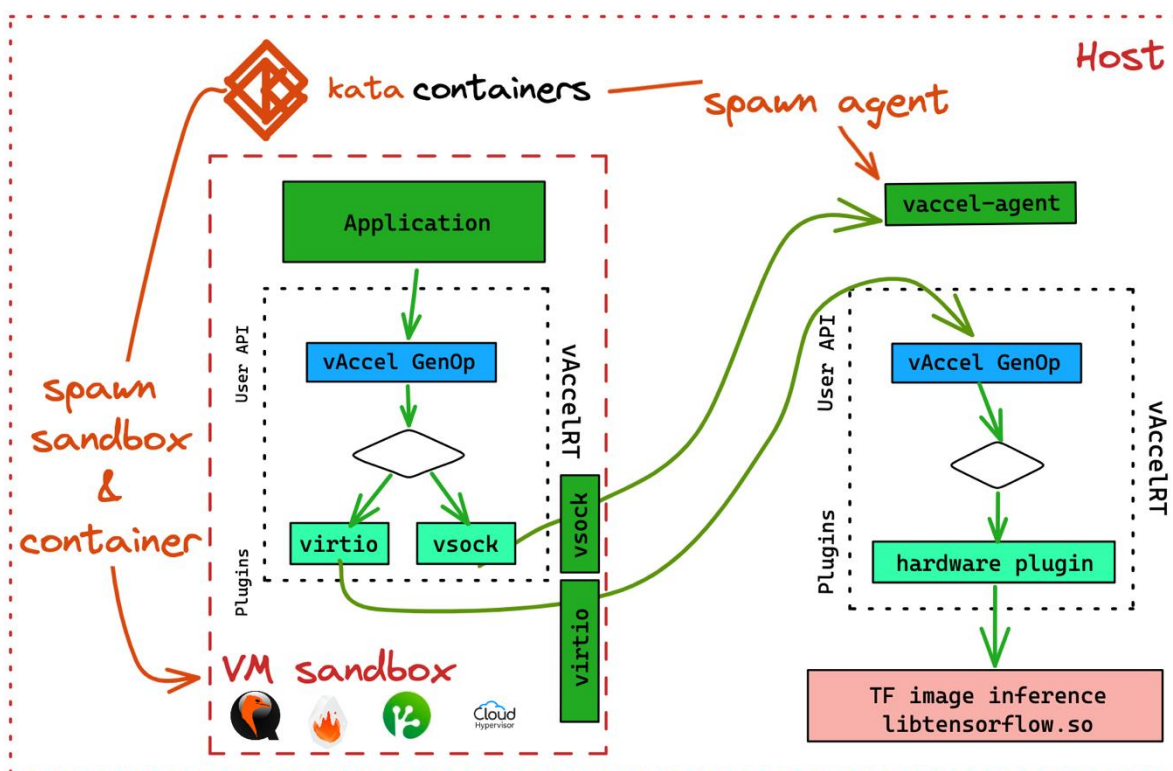 Host
kata containers
spawn agent
Application
vaccel-agent
User API
vAccel GenOp
vAccelRT
spawn
sandbox
&
container
virtio
vsock
Plugins
vsock
virtio
VM sandbox
Cloud
Hypervisor
User API
vAccel GenOp
vAccelRT
Plugins
hardware plugin
TF image inference
libtensorflow.so